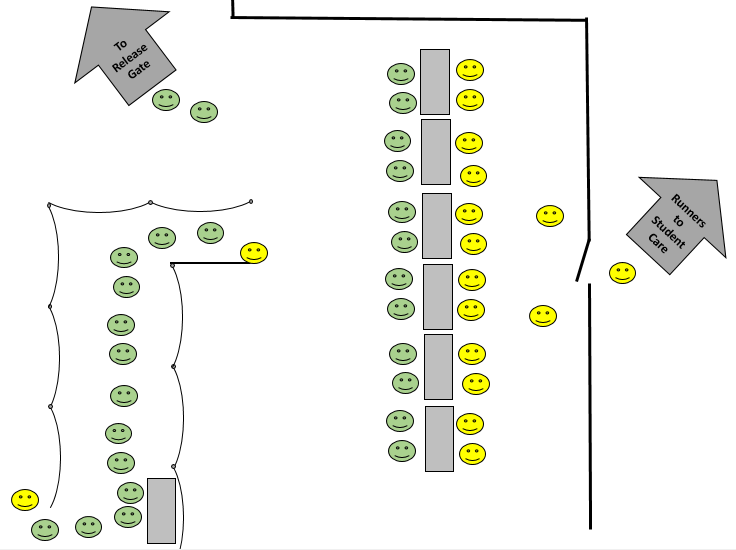 To
Release
Gate
Runners
to
Student
Care